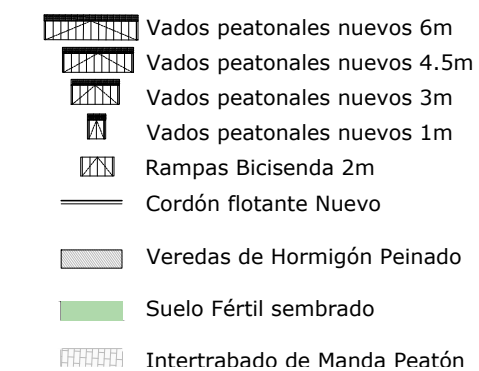 Vados peatonales nuevos 6m
Vados peatonales nuevos 4.5m
Vados peatonales nuevos 3m
Vados peatonales nuevos 1m
Rampas Bicisenda 2m
Cordón flotante Nuevo
Veredas de Hormigón Peinado
Suelo Fértil sembrado
Intertrabado de Manda Peatón